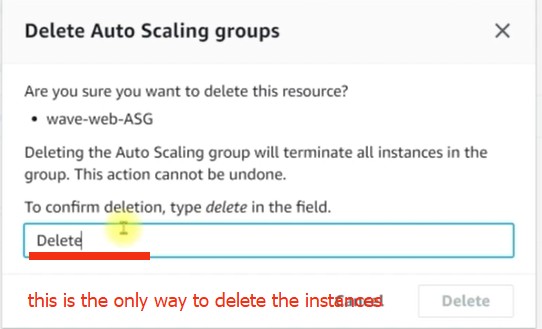 Delete Auto Scaling groups
Are you sure you want to delete this resource?
• wave-web-ASG
Deleting the Auto Scaling group will terminate all instances in the
group. This action cannot be undone.
To confirm deletion, type delete in the field.
Delete
this is the only way to delete the instances
Cancel
Delete